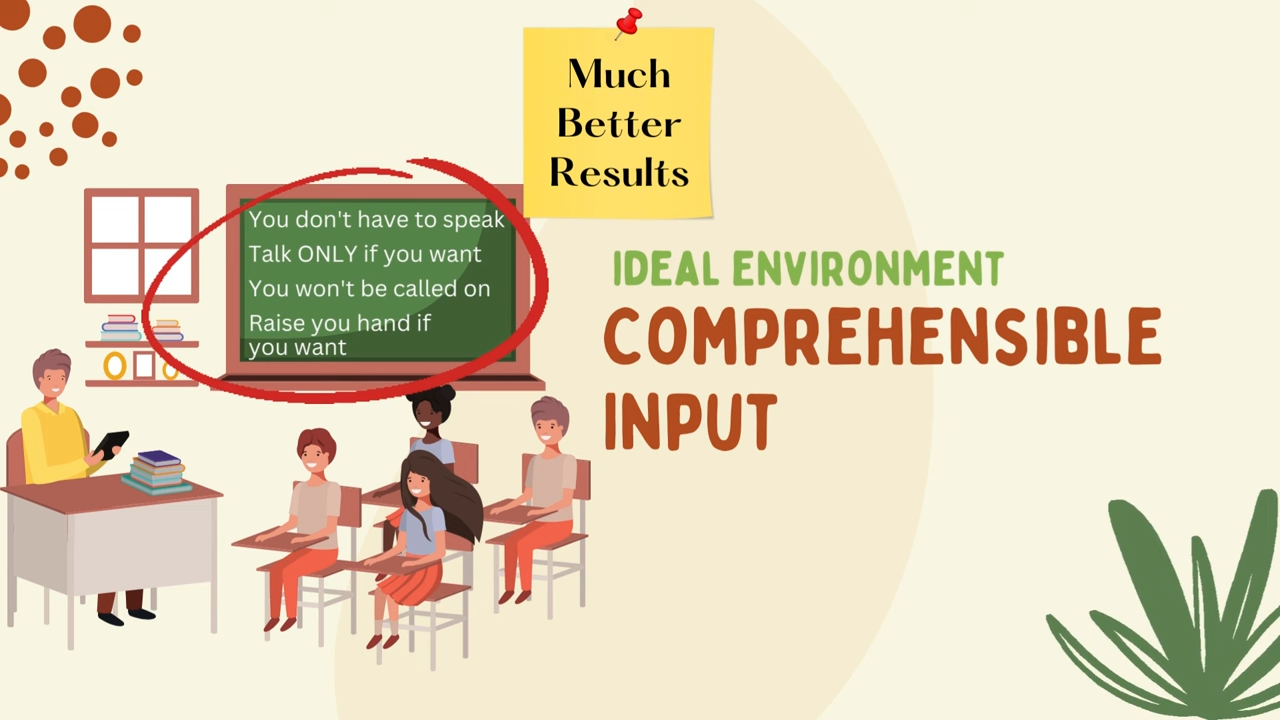 Much
Better
Results
You don't have to speak
Talk ONLY if you want
You won't be called on
Raise you hand if
you want
IDEAL ENVIRONMENT
COMPREHENSIBLE
INPUT